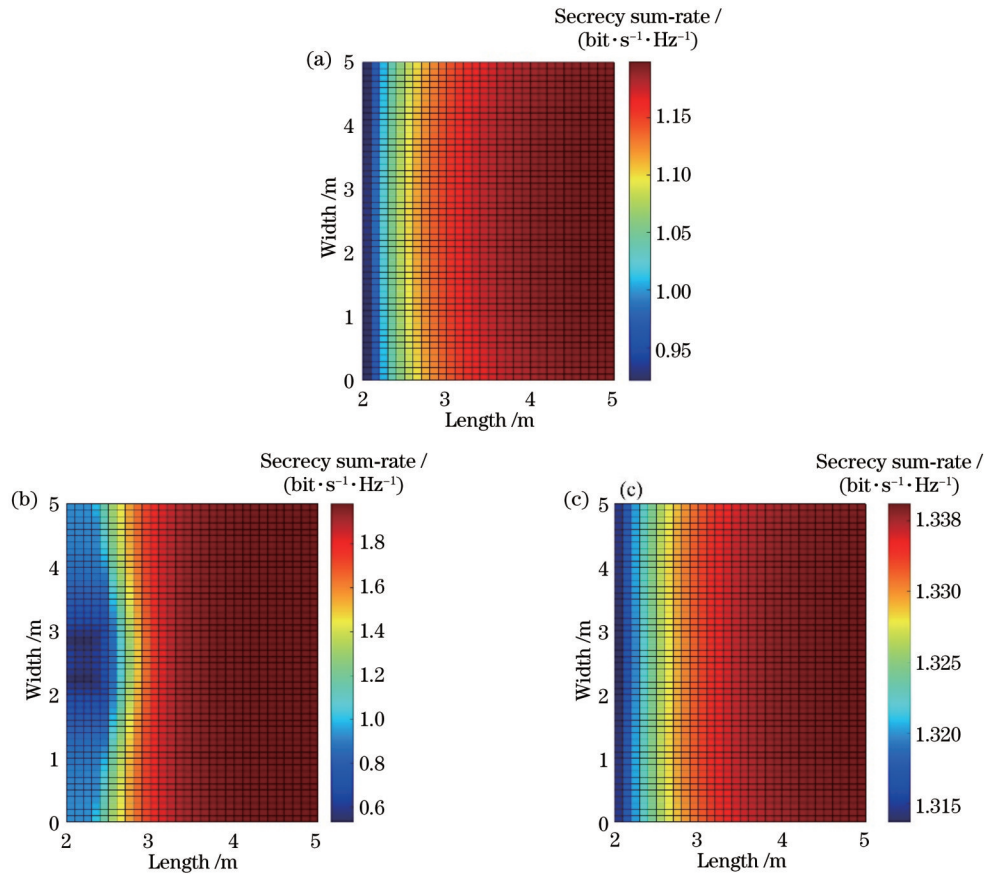 Secrecy sum-rate /
(bit·s⁻¹·Hz⁻¹)
(a)
5
4
3
2
1
0
Width /m
2
3
4
5
Length /m
1.15
1.10
1.05
1.00
0.95
Secrecy sum-rate /
(bit·s⁻¹·Hz⁻¹)
(b)
5
4
3
2
1
0
Width /m
2
3
4
5
Length /m
1.8
1.6
1.4
1.2
1.0
0.8
0.6
Secrecy sum-rate /
(bit·s⁻¹·Hz⁻¹)
(c)
(c)
5
4
3
2
1
0
Width /m
2
3
4
5
Length /m
1.338
1.330
1.325
1.320
1.315